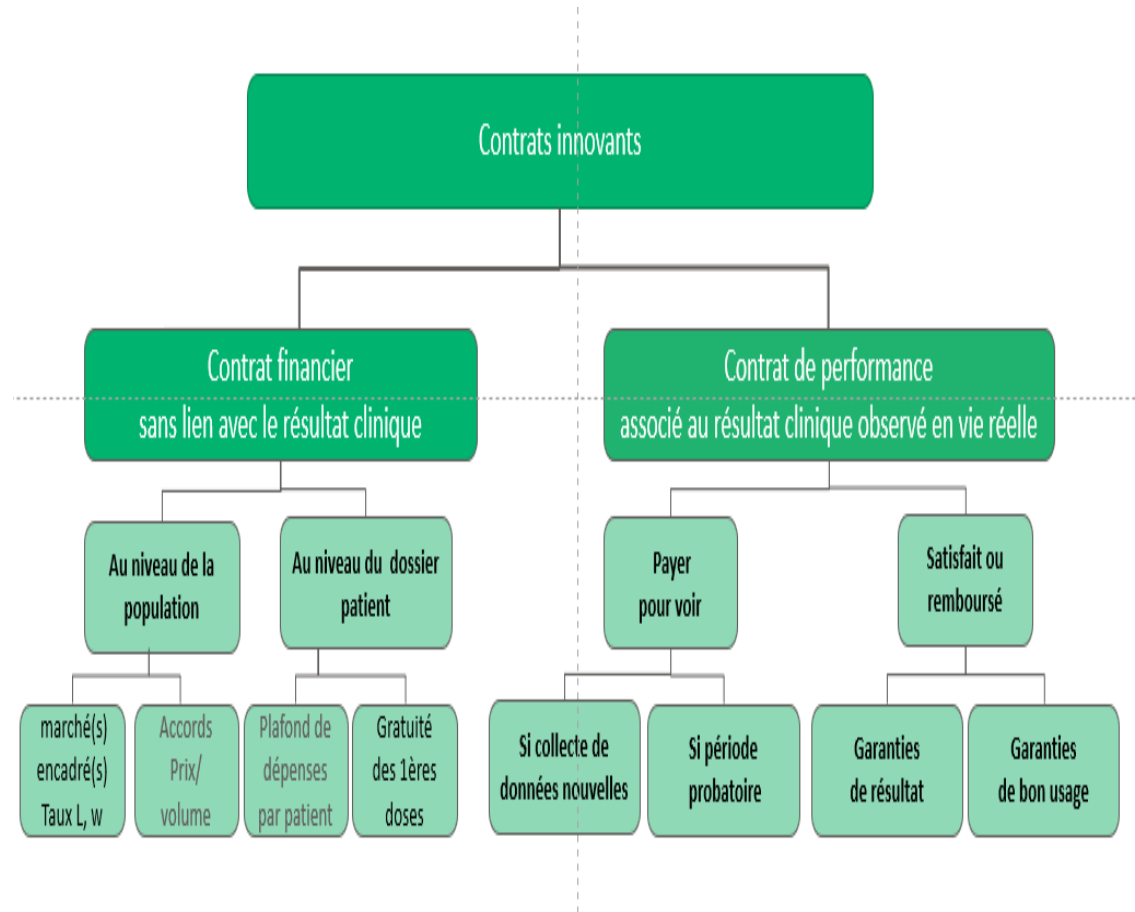 Contrats innovants
Contrat financier
sans lien avec le résultat clinique
Contrat de performance
associé au résultat clinique observé en vie réelle
Au niveau de la
population
Au niveau du dossier
patient
Payer
pour voir
Satisfait ou
remboursé
marché(s)
encadré(s)
Taux L, w
Accords
Prix/
volume
Plafond de
dépenses
par patient
Gratuité
des 1ères
doses
Si collecte de
données nouvelles
Si période
probatoire
Garanties
de résultat
Garanties
de bon usage